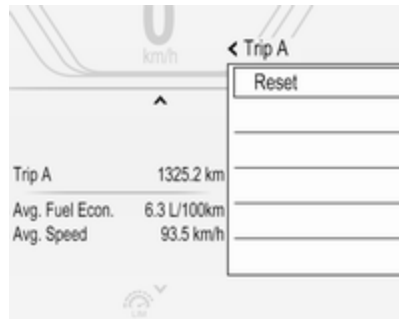 0
km/h
< Trip A
Reset
Trip A 1325.2 km
Avg. Fuel Econ. 6.3 L/100km
Avg. Speed 93.5 km/h
LIM